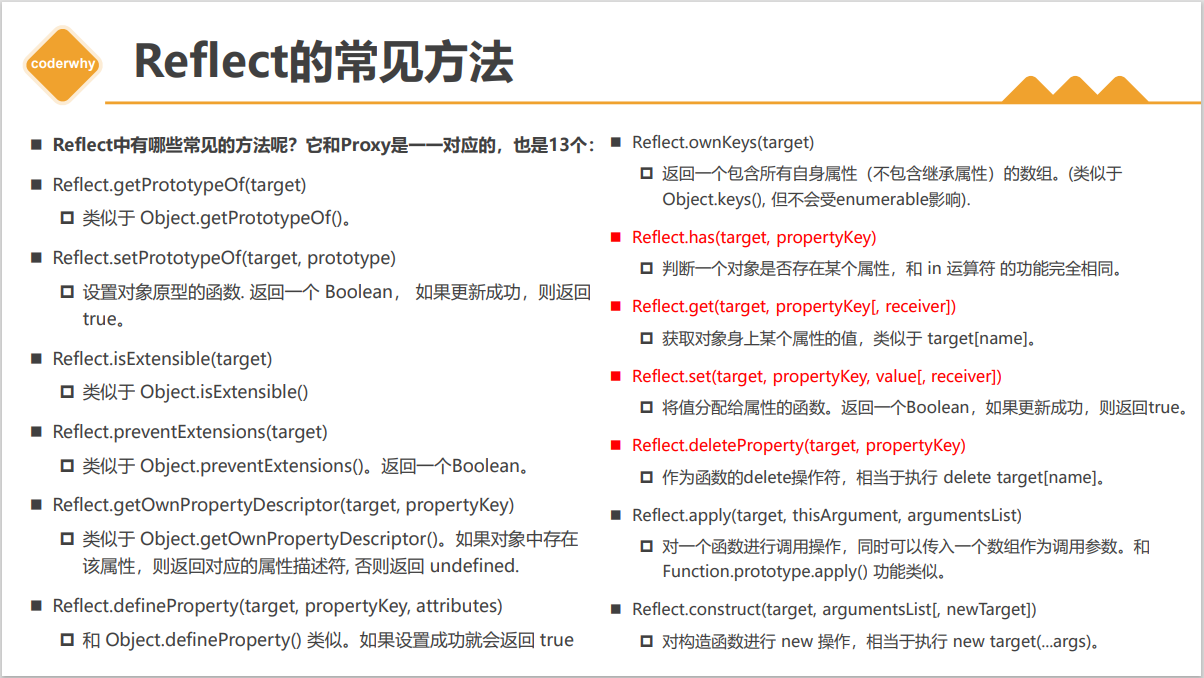 coderwhy
Reflect的常见方法
Reflect中有哪些常见的方法呢？它和Proxy是一一对应的，也是13个：
Reflect.getPrototypeOf(target)
类似于 Object.getPrototypeOf()。
Reflect.setPrototypeOf(target, prototype)
设置对象原型的函数. 返回一个 Boolean， 如果更新成功，则返回
true。
Reflect.isExtensible(target)
类似于 Object.isExtensible()
Reflect.preventExtensions(target)
类似于 Object.preventExtensions()。返回一个Boolean。
Reflect.getOwnPropertyDescriptor(target, propertyKey)
类似于 Object.getOwnPropertyDescriptor()。如果对象中存在
该属性，则返回对应的属性描述符, 否则返回 undefined.
Reflect.defineProperty(target, propertyKey, attributes)
和 Object.defineProperty() 类似。如果设置成功就会返回 true
Reflect.ownKeys(target)
返回一个包含所有自身属性（不包含继承属性）的数组。(类似于
Object.keys(), 但不会受enumerable影响).
Reflect.has(target, propertyKey)
判断一个对象是否存在某个属性，和 in 运算符 的功能完全相同。
Reflect.get(target, propertyKey[, receiver])
获取对象身上某个属性的值，类似于 target[name]。
Reflect.set(target, propertyKey, value[, receiver])
将值分配给属性的函数。返回一个Boolean，如果更新成功，则返回true。
Reflect.deleteProperty(target, propertyKey)
作为函数的delete操作符，相当于执行 delete target[name]。
Reflect.apply(target, thisArgument, argumentsList)
对一个函数进行调用操作，同时可以传入一个数组作为调用参数。和
Function.prototype.apply() 功能类似。
Reflect.construct(target, argumentsList[, newTarget])
对构造函数进行 new 操作，相当于执行 new target(...args)。